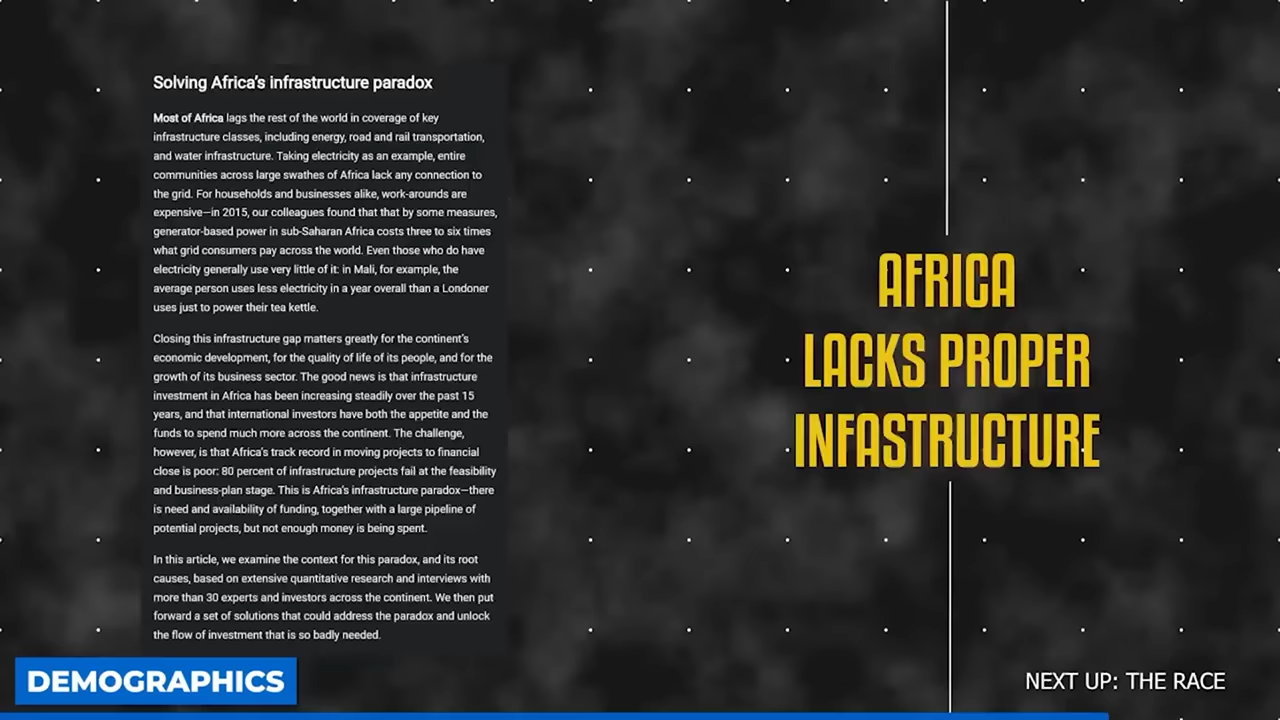 Solving Africa's infrastructure paradox
Most of Africa lags the rest of the world in coverage of key
infrastructure classes, including energy, road and rail transportation,
and water infrastructure. Taking electricity as an example, entire
communities across large swathes of Africa lack any connection to
the grid. For households and businesses alike, work-arounds are
expensive—in 2015, our colleagues found that that by some measures,
generator-based power in sub-Saharan Africa costs three to six times
what grid consumers pay across the world. Even those who do have
electricity generally use very little of it: in Mali, for example, the
average person uses less electricity in a year overall than a Londoner
uses just to power their tea kettle.
Closing this infrastructure gap matters greatly for the continent's
economic development, for the quality of life of its people, and for the
growth of its business sector. The good news is that infrastructure
investment in Africa has been increasing steadily over the past 15
years, and that international investors have both the appetite and the
funds to spend much more across the continent. The challenge,
however, is that Africa's track record in moving projects to financial
close is poor: 80 percent of infrastructure projects fail at the feasibility
and business-plan stage. This is Africa's infrastructure paradox—there
is need and availability of funding, together with a large pipeline of
potential projects, but not enough money is being spent.
In this article, we examine the context for this paradox, and its root
causes, based on extensive quantitative research and interviews with
more than 30 experts and investors across the continent. We then put
forward a set of solutions that could address the paradox and unlock
the flow of investment that is so badly needed.
AFRICA
LACKS PROPER
INFASTRUCTURE
DEMOGRAPHICS
NEXT UP: THE RACE